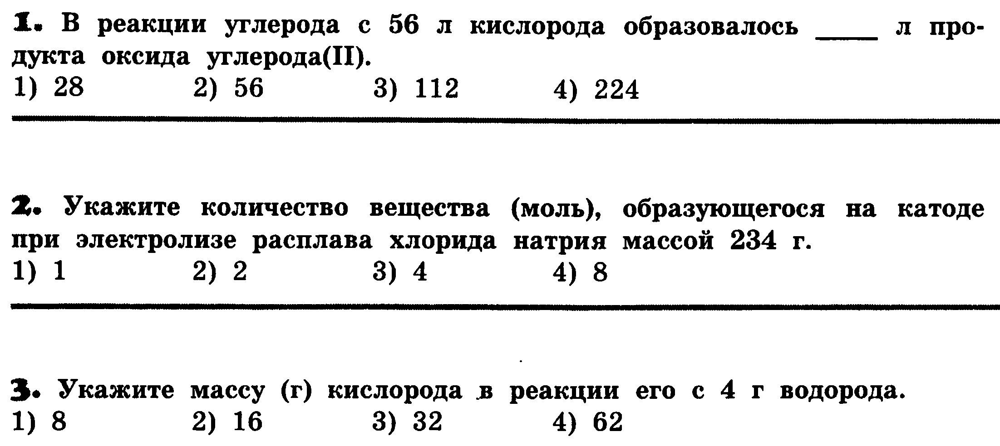 1. В реакции углерода с 56 л кислорода образовалось ____ л про-
дукта оксида углерода(II).
1) 28 2) 56 3) 112 4) 224
2. Укажите количество вещества (моль), образующегося на катоде
при электролизе расплава хлорида натрия массой 234 г.
1) 1 2) 2 3) 4 4) 8
3. Укажите массу (г) кислорода в реакции его с 4 г водорода.
1) 8 2) 16 3) 32 4) 62